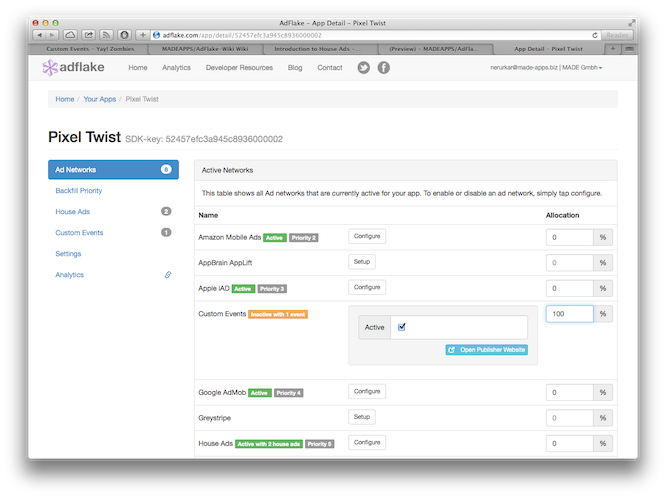 AdFlake – App Detail – Pixel Twist
adflake.com/app/detail/52457efc3a945c8936000002
Reader
Custom Events – Yay! Zombies
MADEAPPS/AdFlake-Wiki Wiki
Introduction to House Ads –
(Preview) – MADEAPPS/AdFla...
App Detail – Pixel Twist
adflake
Home
Analytics
Developer Resources
Blog
Contact
nerurkar@made-apps.biz | MADE Gmbh
Home / Your Apps / Pixel Twist
Pixel Twist SDK-key: 52457efc3a945c8936000002
Ad Networks
Backfill Priority
House Ads 2
Custom Events 1
Settings
Analytics
Active Networks
This table shows all Ad networks that are currently active for your app. To enable or disable an ad network, simply tap configure.
Name Allocation
Amazon Mobile Ads Active Priority 2 Configure 0 %
AppBrain AppLift Setup 0 %
Apple iAD Active Priority 3 Configure 0 %
Custom Events Inactive with 1 event 100 %
Active
Open Publisher Website
Google AdMob Active Priority 4 Configure 0 %
Greystripe Setup 0 %
House Ads Active with 2 house ads Configure 0 %